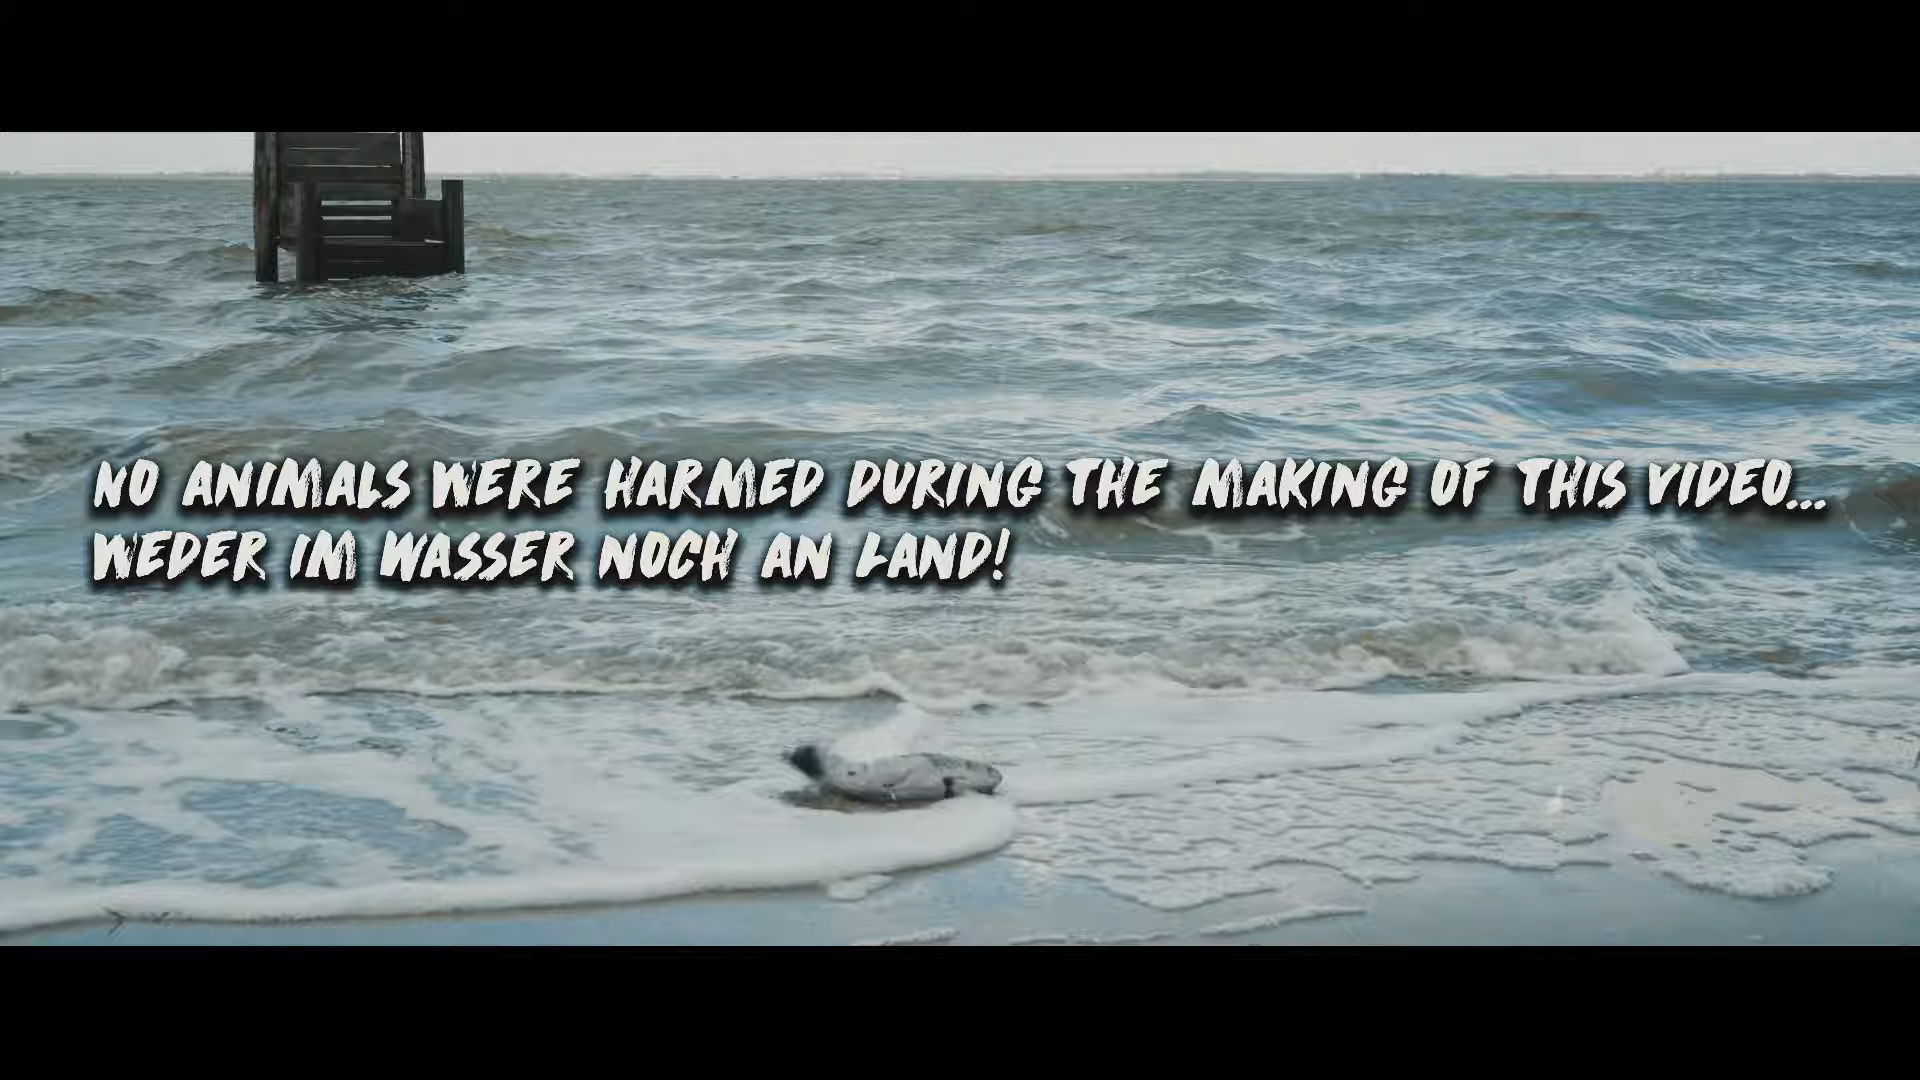 NO ANIMALS WERE HARMED DURING THE MAKING OF THIS VIDEO...
WEDER IM WASSER NOCH AN LAND!